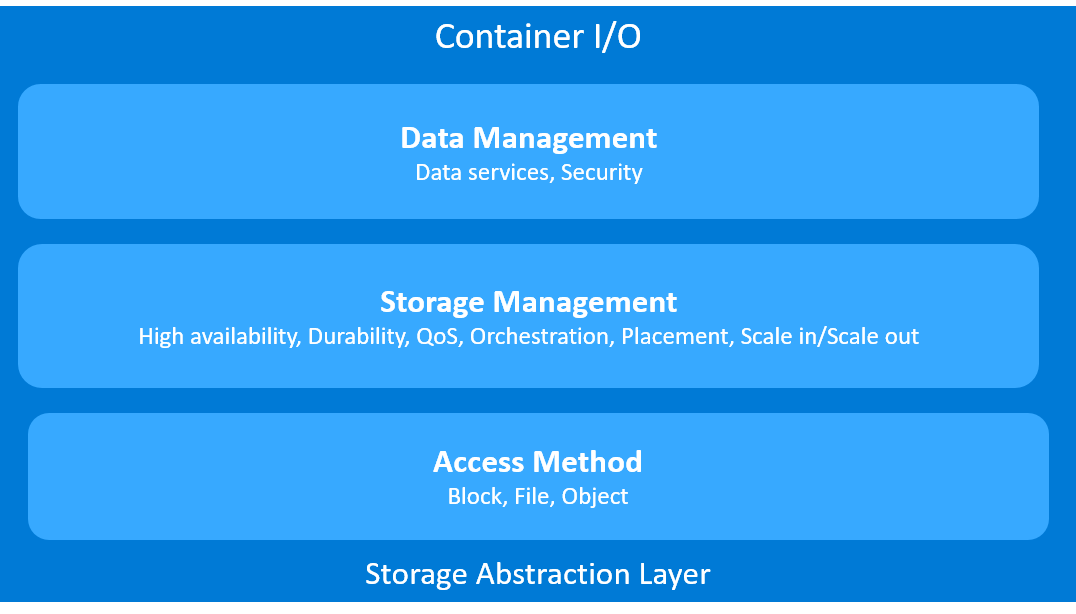 Container I/O
Data Management
Data services, Security
Storage Management
High availability, Durability, QoS, Orchestration, Placement, Scale in/Scale out
Access Method
Block, File, Object
Storage Abstraction Layer